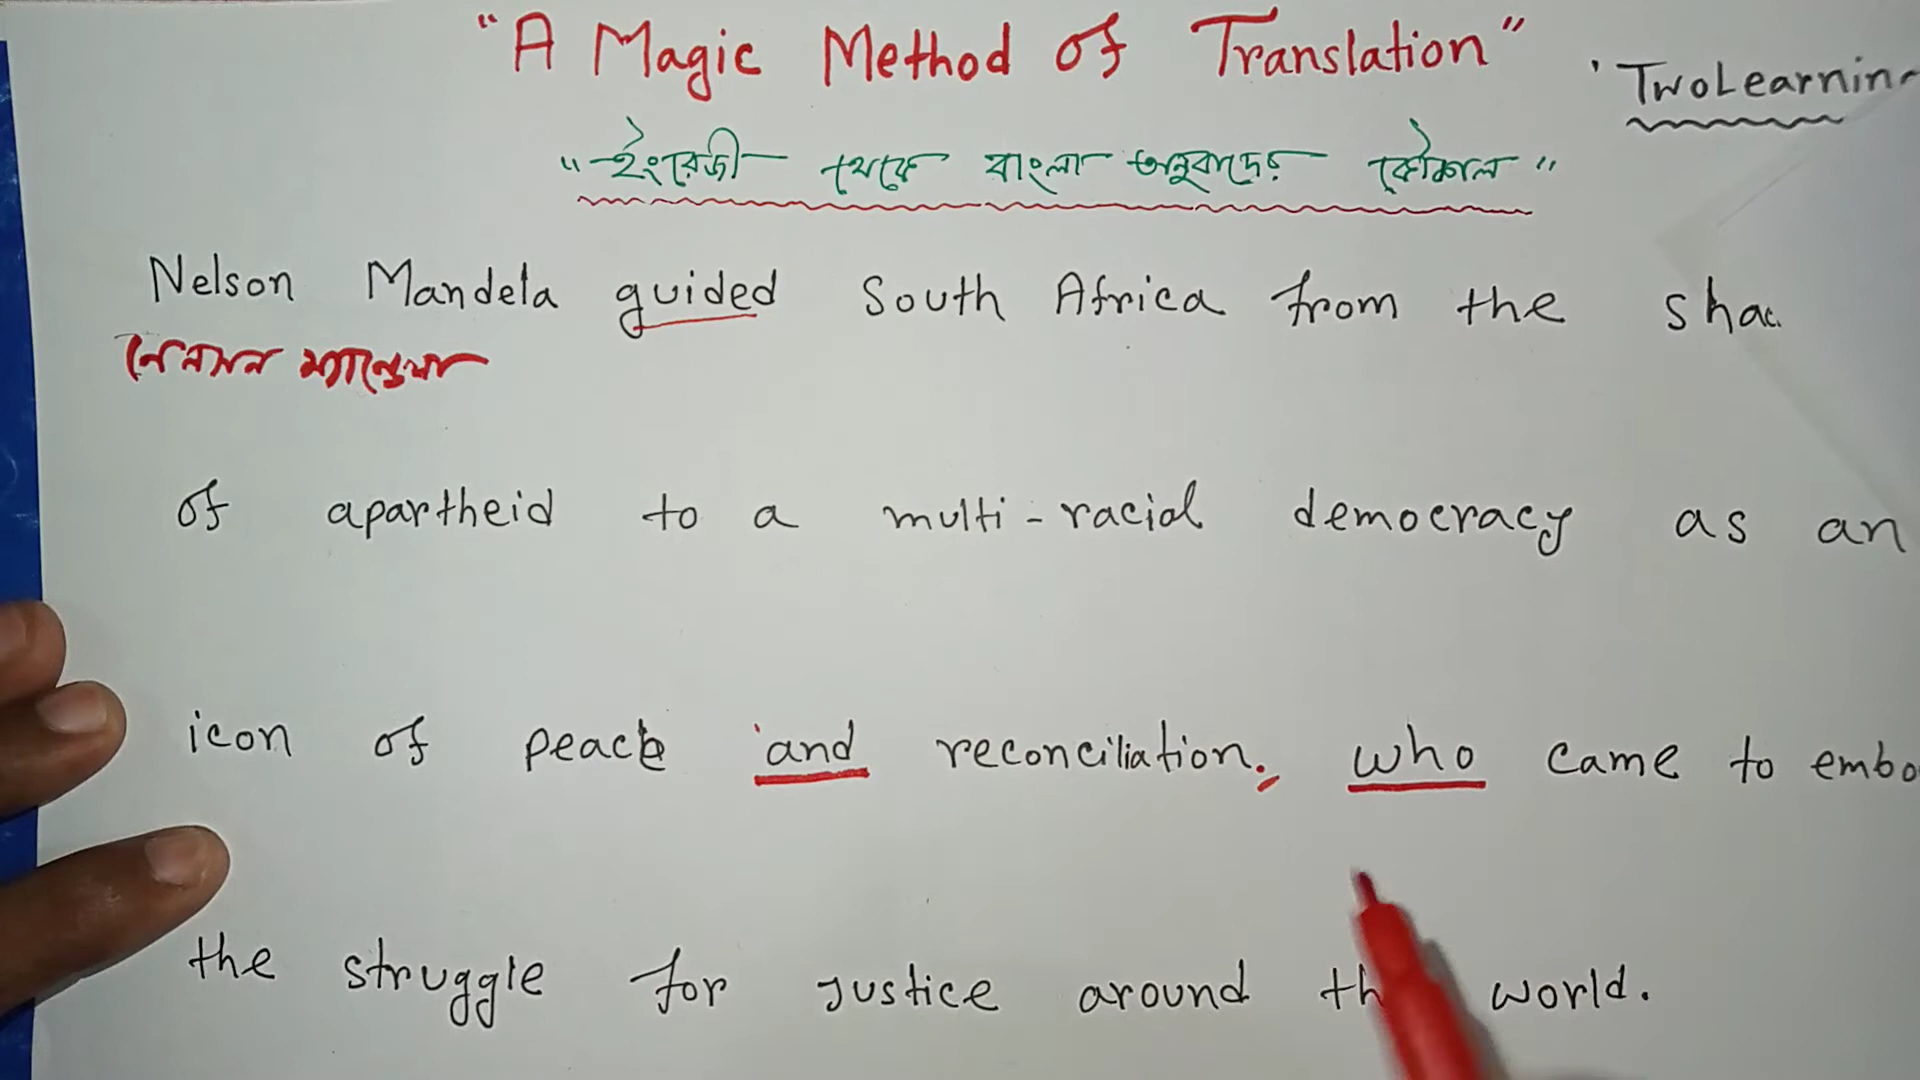 "A Magic Method of Translation"
'TwoLearnin
"ইংরেজী থেকে বাংলা অনুবাদের কৌশল"
Nelson Mandela guided South Africa from the shac
নেলসন ম্যান্ডেলা
of apartheid to a multi-racial democracy as an
icon of peace and reconciliation, who came to embo
the struggle for justice around th world.